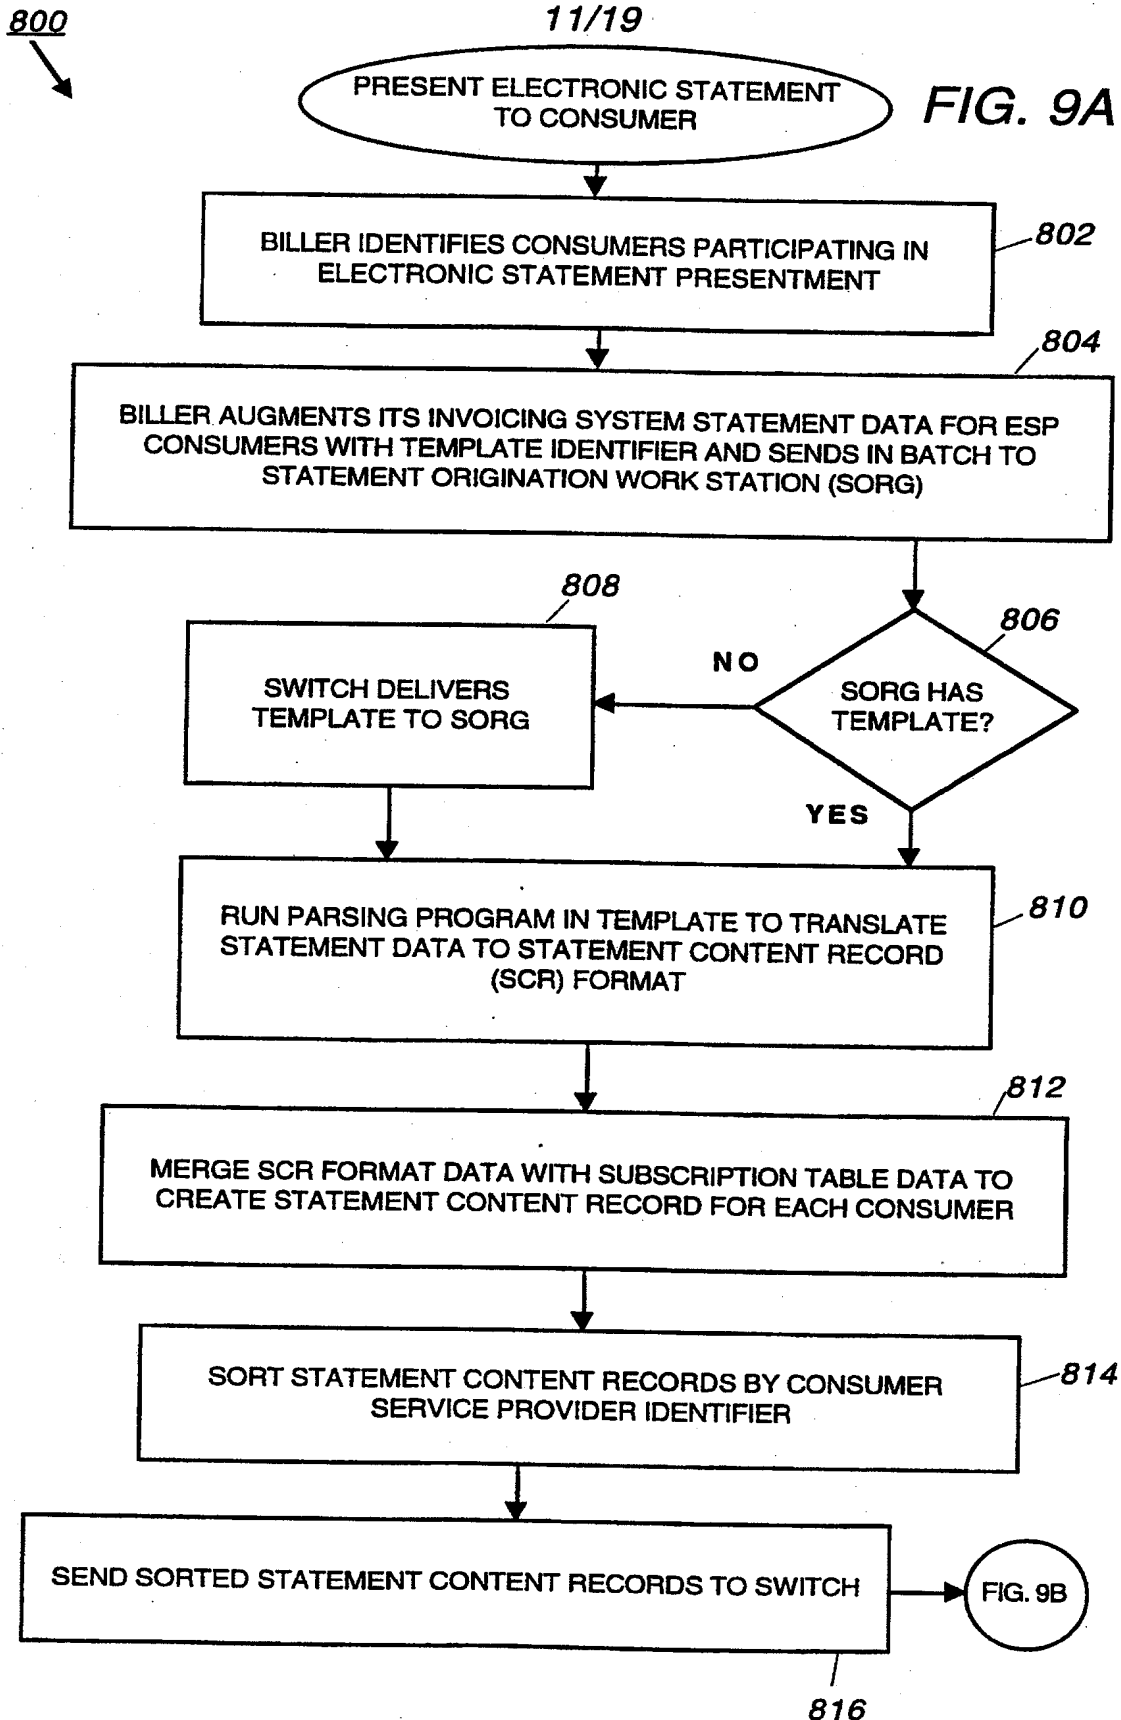 800
11/19
FIG. 9A
PRESENT ELECTRONIC STATEMENT
TO CONSUMER
BILLER IDENTIFIES CONSUMERS PARTICIPATING IN
ELECTRONIC STATEMENT PRESENTMENT
802
804
BILLER AUGMENTS ITS INVOICING SYSTEM STATEMENT DATA FOR ESP
CONSUMERS WITH TEMPLATE IDENTIFIER AND SENDS IN BATCH TO
STATEMENT ORIGINATION WORK STATION (SORG)
808
806
NO
SWITCH DELIVERS
TEMPLATE TO SORG
SORG HAS
TEMPLATE?
YES
RUN PARSING PROGRAM IN TEMPLATE TO TRANSLATE
STATEMENT DATA TO STATEMENT CONTENT RECORD
(SCR) FORMAT
810
812
MERGE SCR FORMAT DATA WITH SUBSCRIPTION TABLE DATA TO
CREATE STATEMENT CONTENT RECORD FOR EACH CONSUMER
SORT STATEMENT CONTENT RECORDS BY CONSUMER
SERVICE PROVIDER IDENTIFIER
814
SEND SORTED STATEMENT CONTENT RECORDS TO SWITCH
FIG. 9B
816